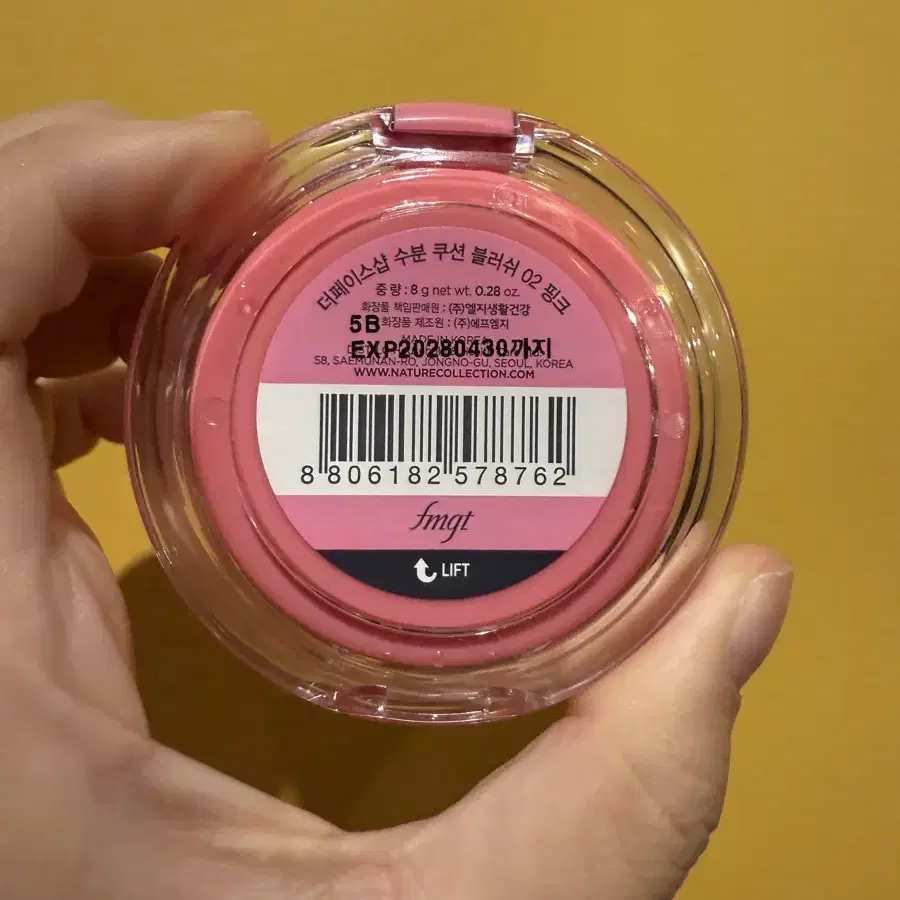 더페이스샵 수분 쿠션 블러쉬 02 핑크
중량 : 8 g net wt. 0.28 oz.
화장품 책임판매원 : (주)엘지생활건강
5B
화장품 제조원 : (주)에프엠지
MADE IN KOREA
EXP20280430까지
58, SAEMUNAN-RO, JONGNO-GU, SEOUL, KOREA
WWW.NATURECOLLECTION.COM
8 806182 578762
fmgt
LIFT